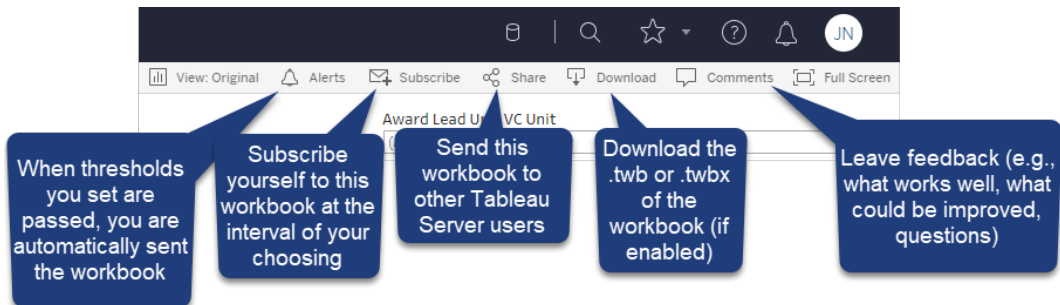 JN
View: Original Alerts Subscribe Share Download Comments Full Screen
Award Lead U VC Unit
When thresholds
you set are
passed, you are
automatically sent
the workbook
Subscribe
yourself to this
workbook at the
interval of your
choosing
Send this
workbook to
other Tableau
Server users
Download the
.twb or .twbx
of the
workbook (if
enabled)
Leave feedback (e.g.,
what works well, what
could be improved,
questions)